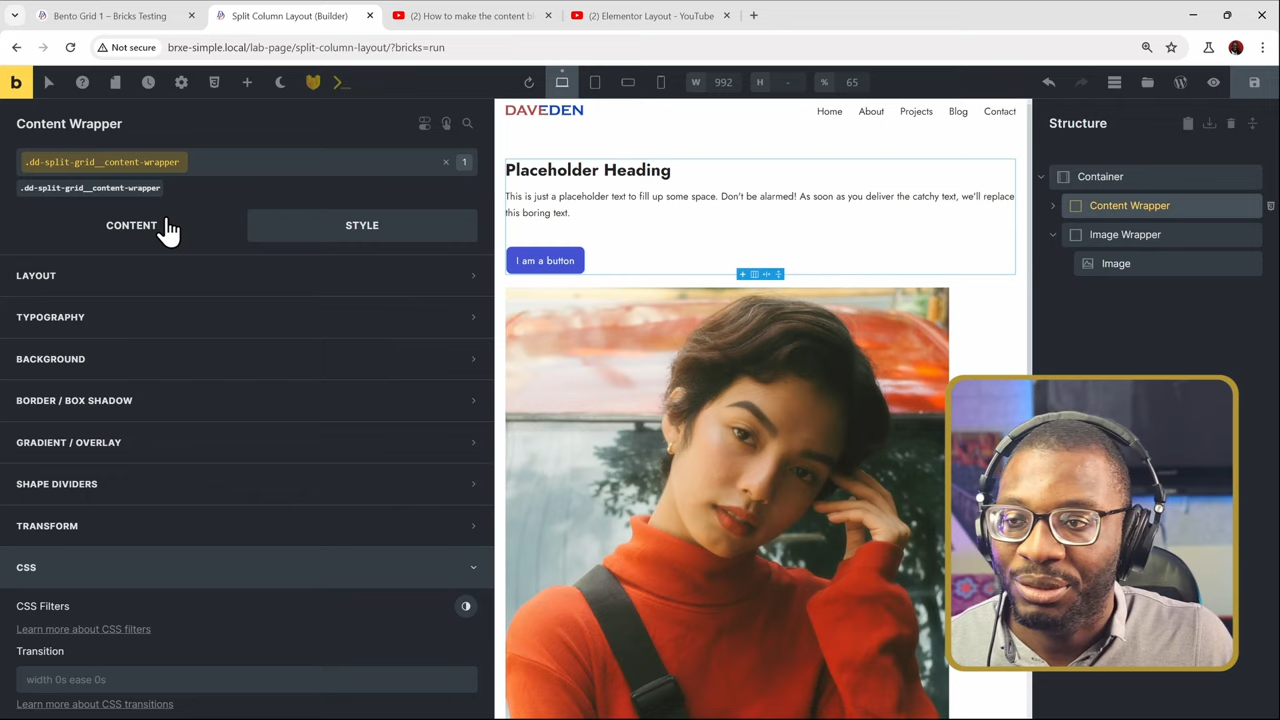 Bento Grid 1 – Bricks Testing
Split Column Layout (Builder)
(2) How to make the content b
(2) Elementor Layout - YouTube
Not secure
brxe-simple.local/lab-page/split-column-layout/?bricks=run
b
W 992 H - % 65
Content Wrapper
.dd-split-grid__content-wrapper
1
.dd-split-grid__content-wrapper
CONTENT
STYLE
LAYOUT
TYPOGRAPHY
BACKGROUND
BORDER / BOX SHADOW
GRADIENT / OVERLAY
SHAPE DIVIDERS
TRANSFORM
CSS
CSS Filters
Learn more about CSS filters
Transition
width 0s ease 0s
Learn more about CSS transitions
DAVEDEN
Home About Projects Blog Contact
Placeholder Heading
This is just a placeholder text to fill up some space. Don't be alarmed! As soon as you deliver the catchy text, we'll replace
this boring text.
I am a button
Structure
Container
Content Wrapper
Image Wrapper
Image